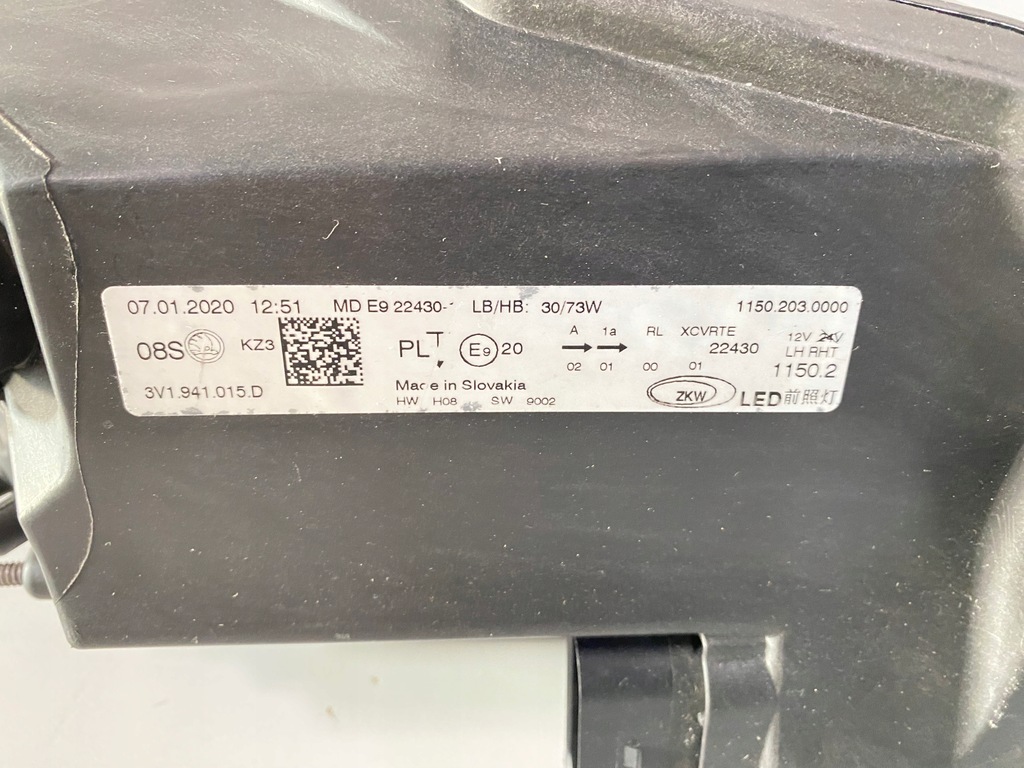 07.01.2020 12:51 MD E9 22430- LB/HB: 30/73W 1150.203.0000
08S KZ3 PL T E9 20 A 1a RL XCVRTE 12V 24V
22430 LH RHT
02 01 00 01 1150.2
3V1.941.015.D Made in Slovakia ZKW LED前照灯
HW H08 SW 9002